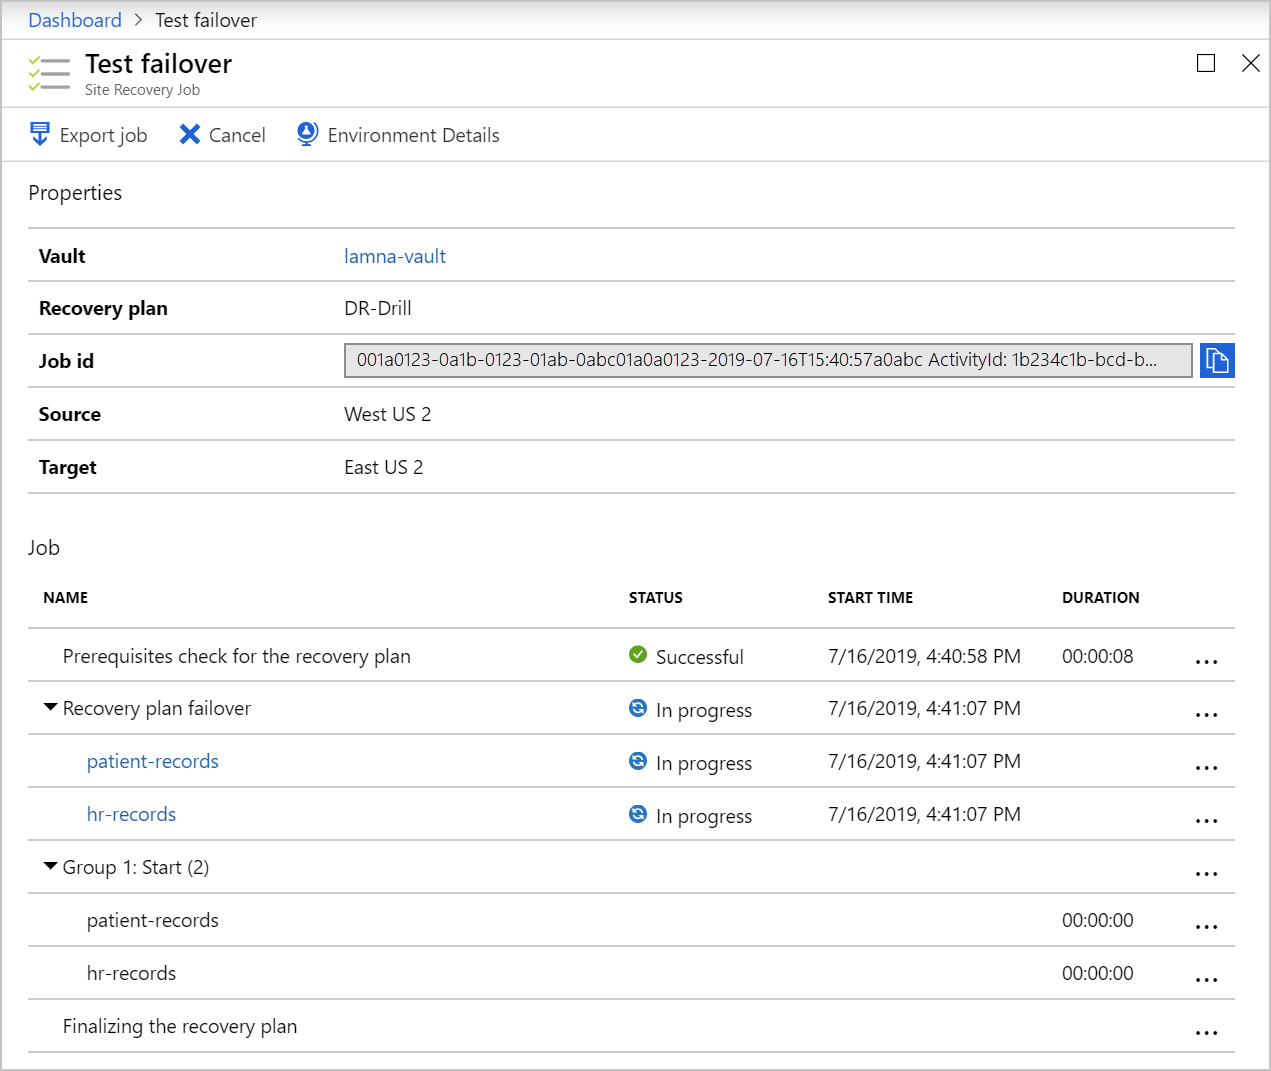 Dashboard > Test failover
Test failover
Site Recovery Job
Export job Cancel Environment Details
Properties
Vault lamna-vault
Recovery plan DR-Drill
Job id 001a0123-0a1b-0123-01ab-0abc01a0a0123-2019-07-16T15:40:57a0abc ActivityId: 1b234c1b-bcd-b...
Source West US 2
Target East US 2
Job
NAME STATUS START TIME DURATION
Prerequisites check for the recovery plan Successful 7/16/2019, 4:40:58 PM 00:00:08 ...
Recovery plan failover In progress 7/16/2019, 4:41:07 PM ...
patient-records In progress 7/16/2019, 4:41:07 PM ...
hr-records In progress 7/16/2019, 4:41:07 PM ...
Group 1: Start (2) ...
patient-records 00:00:00 ...
hr-records 00:00:00 ...
Finalizing the recovery plan ...